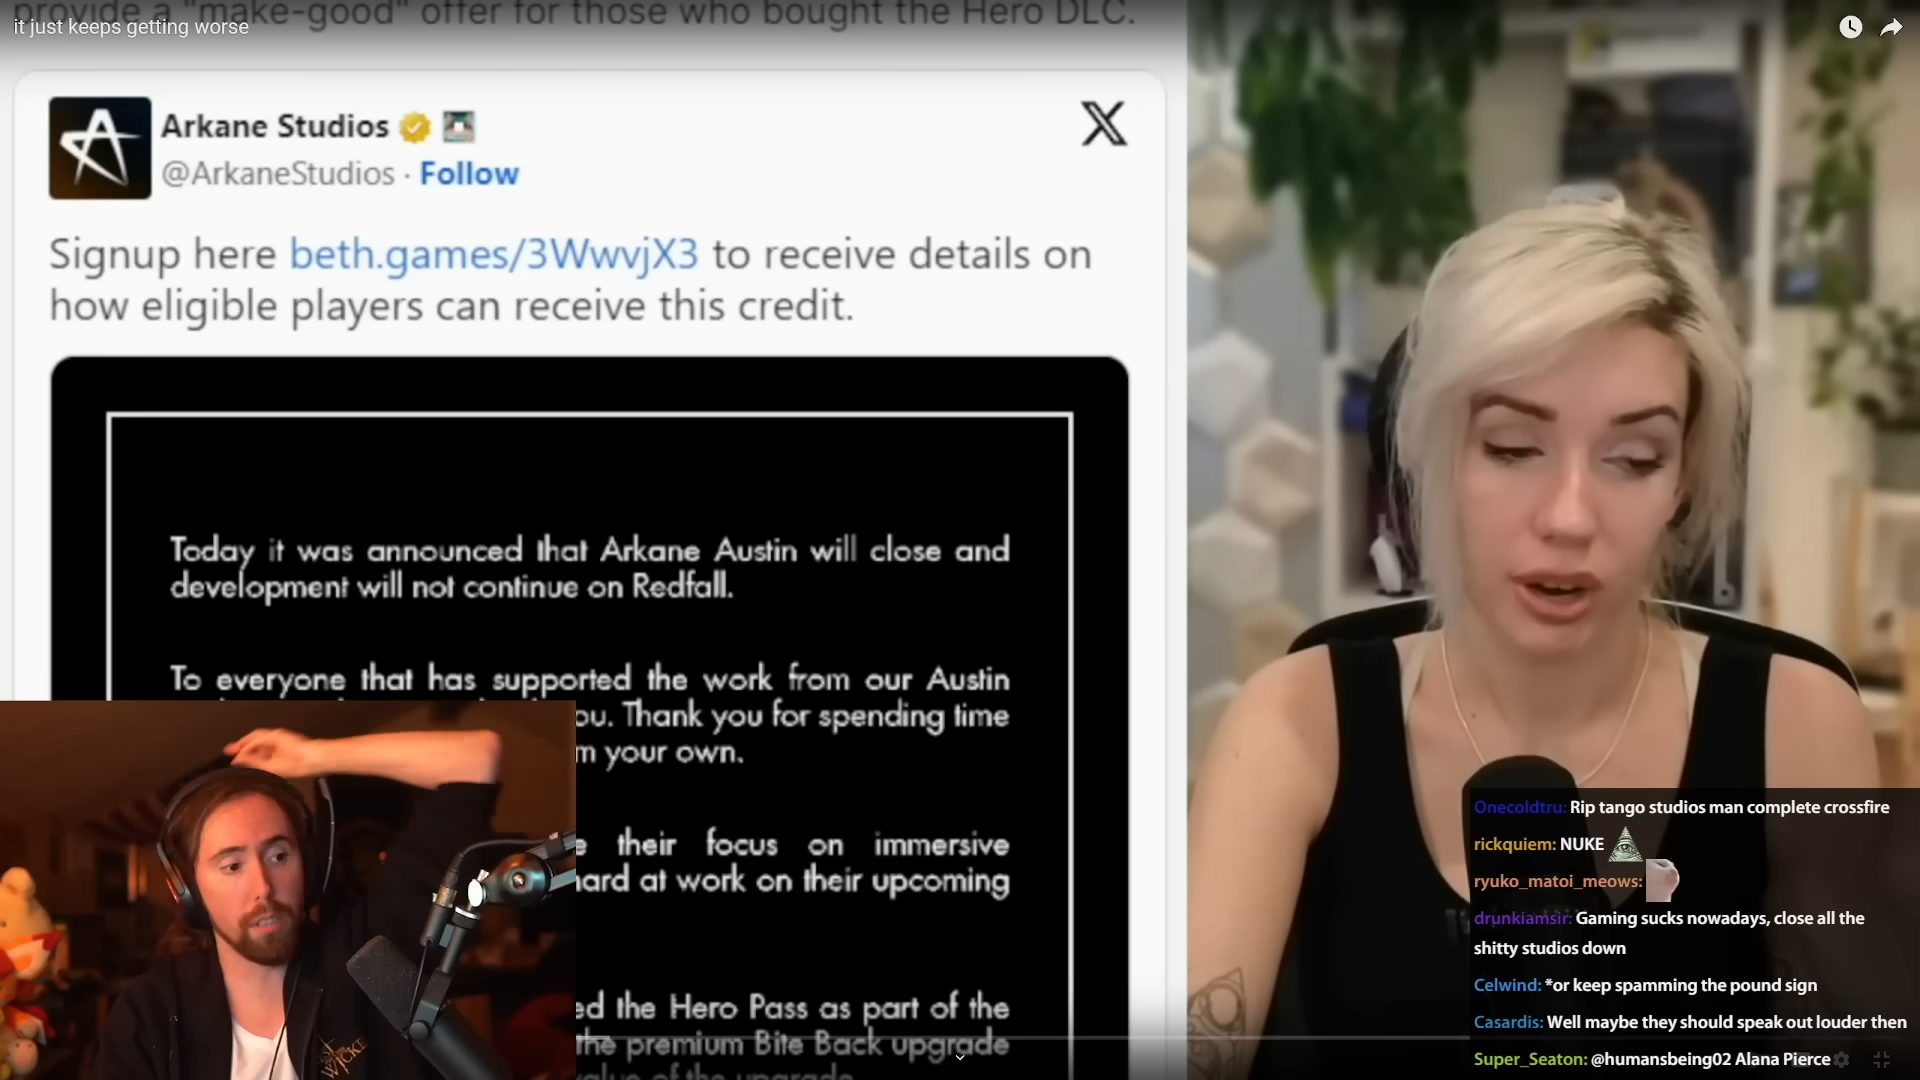 provide a "make-good" offer for those who bought the Hero DLC.
it just keeps getting worse
Arkane Studios
@ArkaneStudios · Follow
Signup here beth.games/3WwvjX3 to receive details on
how eligible players can receive this credit.
Today it was announced that Arkane Austin will close and
development will not continue on Redfall.
To everyone that has supported the work from our Austin
ou. Thank you for spending time
m your own.
e their focus on immersive
hard at work on their upcoming
ed the Hero Pass as part of the
the premium Bite Back upgrade
value of the upgrade.
Onecoldtru: Rip tango studios man complete crossfire
rickquiem: NUKE
ryuko_matoi_meows:
drunkiamsir: Gaming sucks nowadays, close all the
shitty studios down
Celwind: *or keep spamming the pound sign
Casardis: Well maybe they should speak out louder then
Super_Seaton: @humansbeing02 Alana Pierce